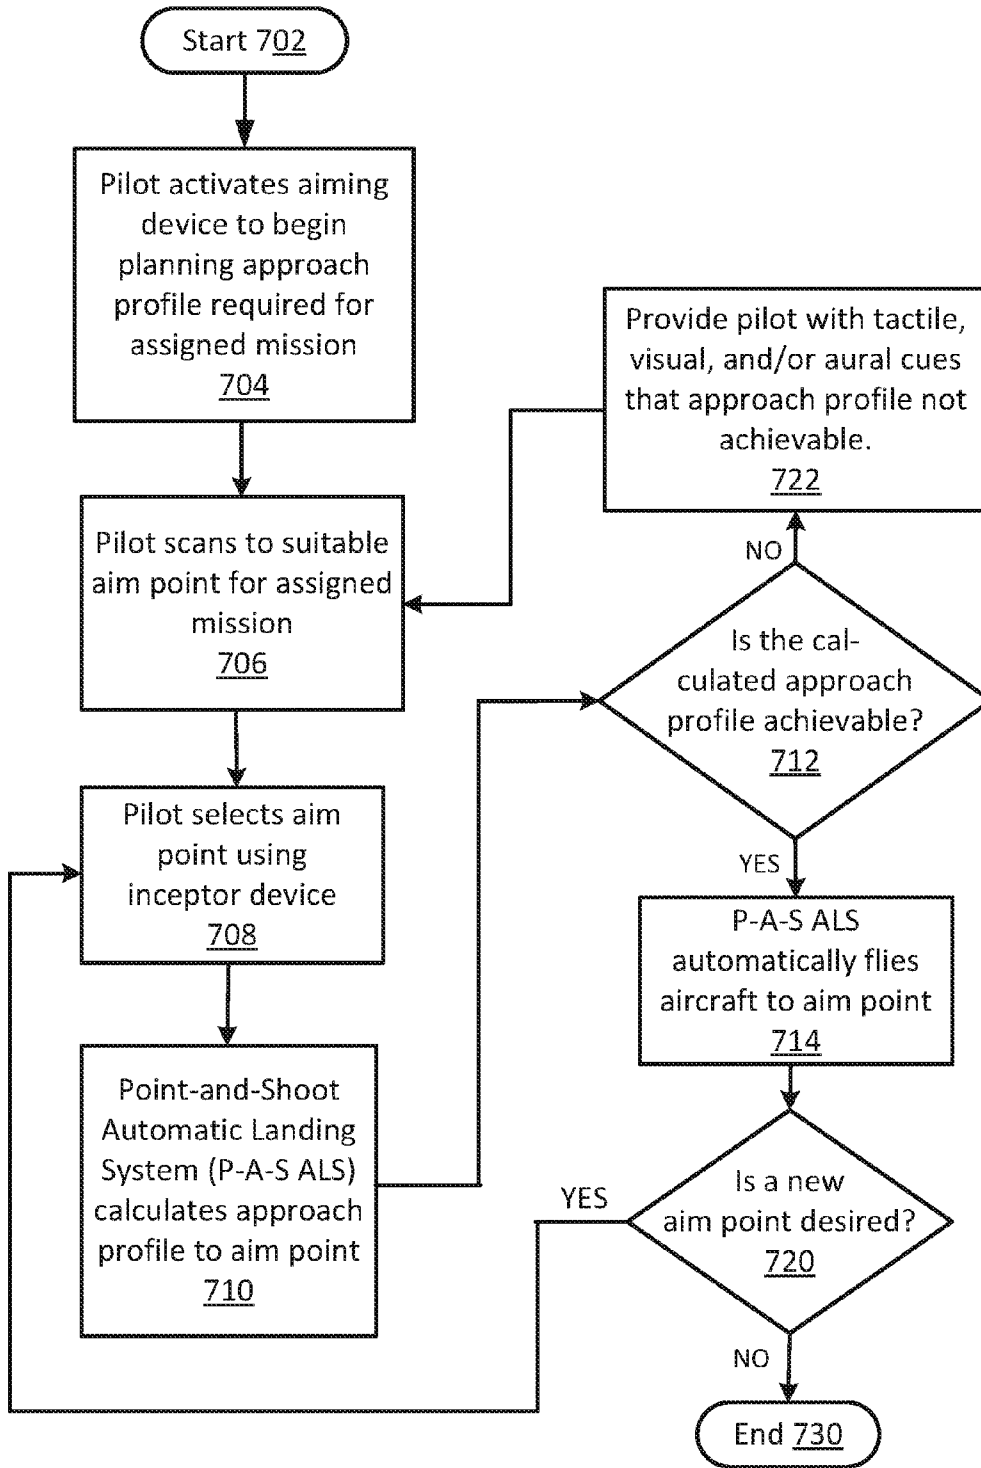 Start 702
Pilot activates aiming
device to begin
planning approach
profile required for
assigned mission
704
Pilot scans to suitable
aim point for assigned
mission
706
Pilot selects aim
point using
inceptor device
708
Point-and-Shoot
Automatic Landing
System (P-A-S ALS)
calculates approach
profile to aim point
710
Provide pilot with tactile,
visual, and/or aural cues
that approach profile not
achievable.
722
NO
Is the cal-
culated approach
profile achievable?
712
YES
P-A-S ALS
automatically flies
aircraft to aim point
714
YES
Is a new
aim point desired?
720
NO
End 730